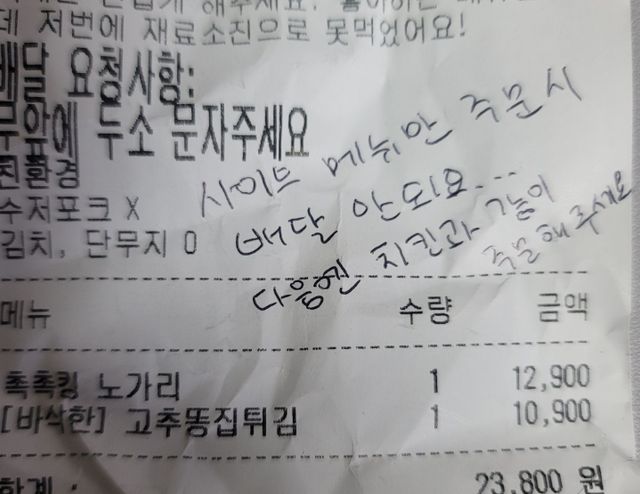 데 저번에 재료소진으로 못먹었어요!
배달 요청사항:
문앞에 두소 문자주세요
친환경
수저포크 X
김치, 단무지 O
사이드 메뉴만 주문시
배달 안되요...
다음엔 치킨과 같이
주문해주세요
메뉴 수량 금액
촉촉킹 노가리 1 12,900
[바삭한] 고추똥집튀김 1 10,900
합계 : 23,800 원